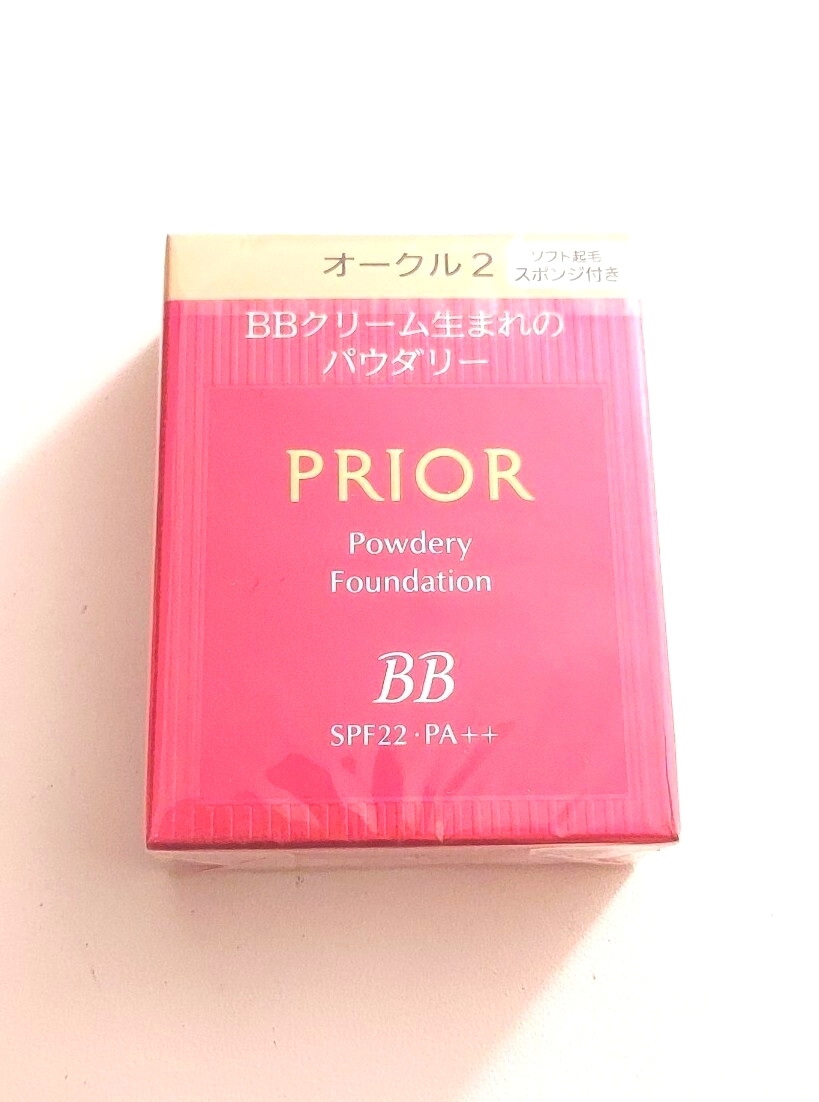 オークル2
ソフト起毛
スポンジ付き
BBクリーム生まれの
パウダリー
PRIOR
Powdery
Foundation
BB
SPF22・PA++